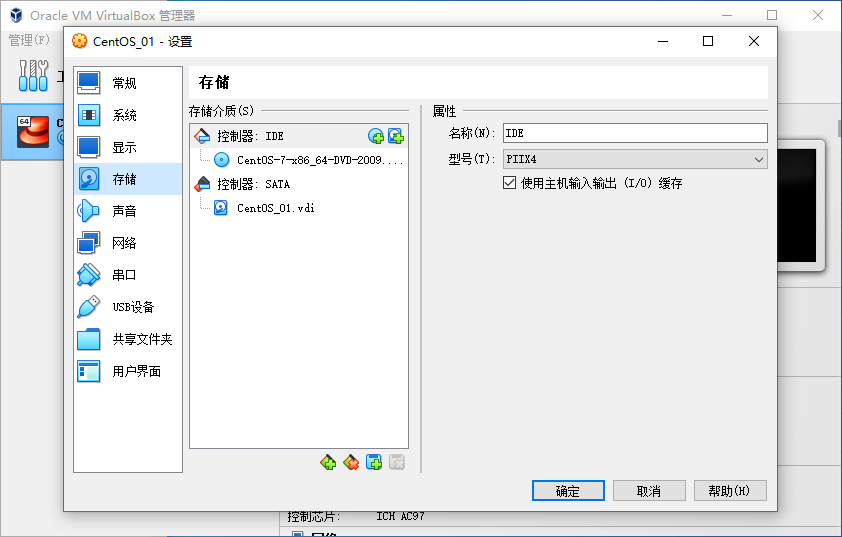 Oracle VM VirtualBox 管理器
管理(F)
CentOS_01 - 设置
64
常规
系统
显示
存储
声音
网络
串口
USB设备
共享文件夹
用户界面
存储
存储介质(S)
控制器: IDE
CentOS-7-x86_64-DVD-2009....
控制器: SATA
CentOS_01.vdi
属性
名称(N): IDE
型号(T): PIIX4
使用主机输入输出 (I/O) 缓存
确定
取消
帮助(H)
控制芯片: ICH AC97